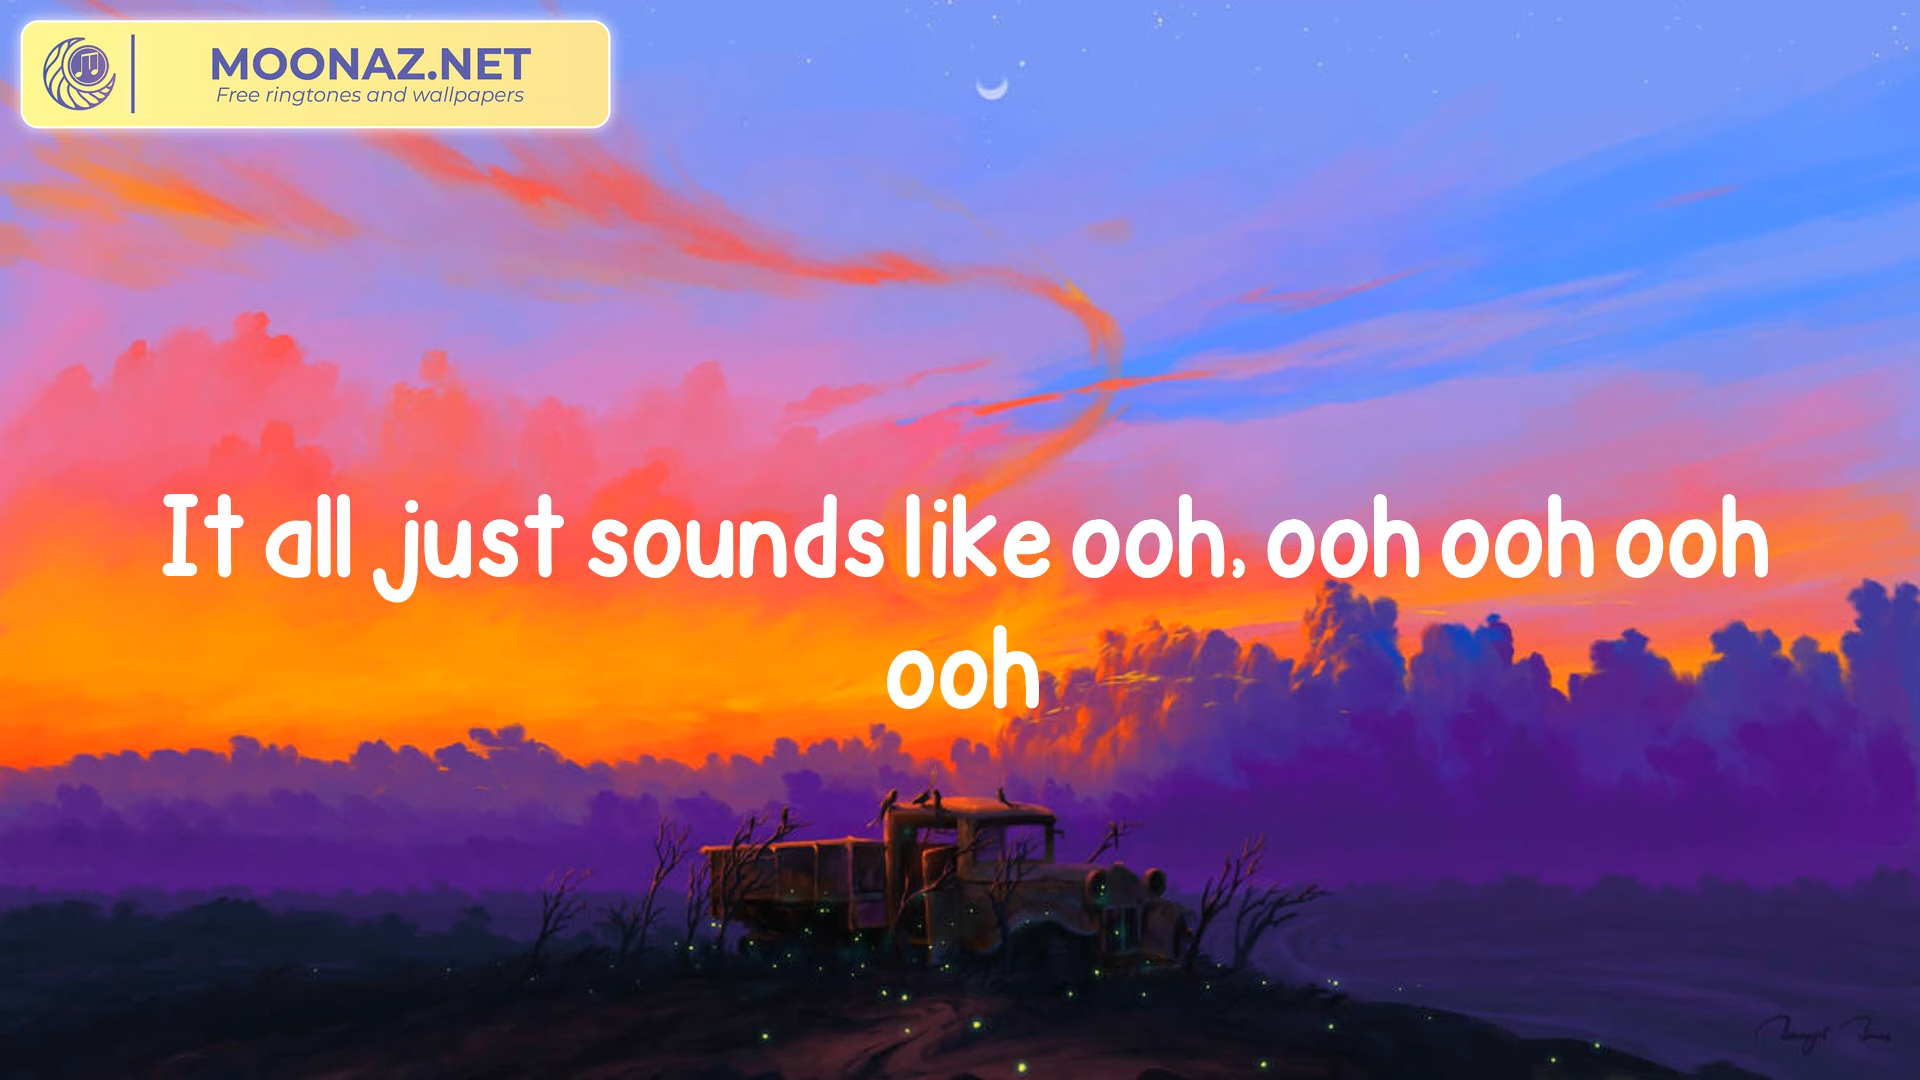 MOONAZ.NET
Free ringtones and wallpapers
It all just sounds like ooh, ooh ooh ooh
ooh